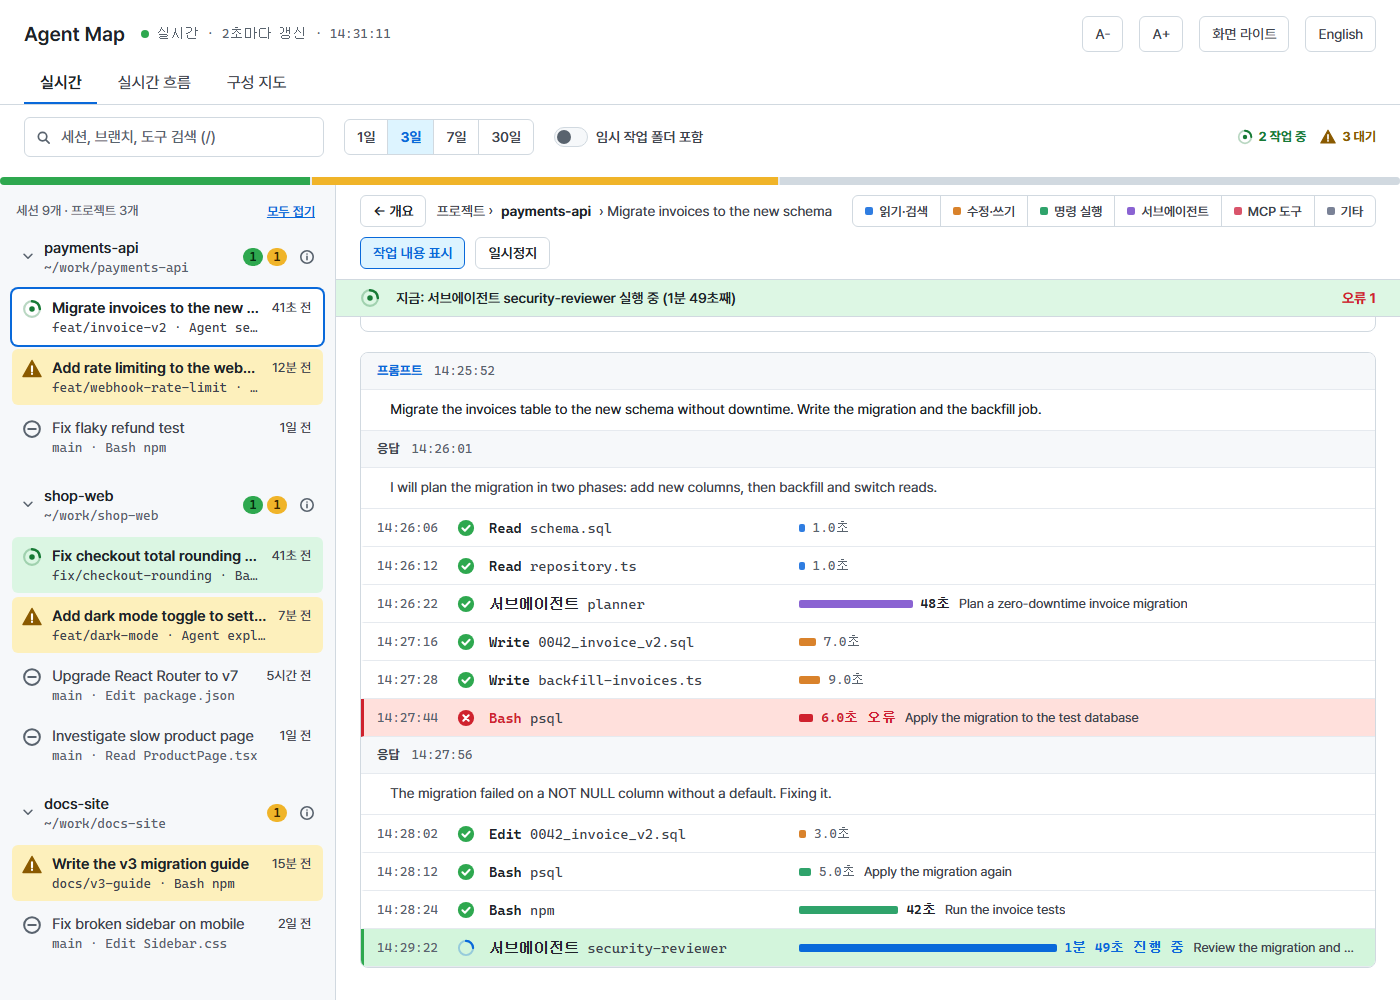 Agent Map
실시간 · 2초마다 갱신 · 14:31:11
A-
A+
화면 라이트
English
실시간
실시간 흐름
구성 지도
세션, 브랜치, 도구 검색 (/)
1일
3일
7일
30일
임시 작업 폴더 포함
2 작업 중
3 대기
세션 9개 · 프로젝트 3개
모두 접기
payments-api
~/work/payments-api
1
1
Migrate invoices to the new ...
41초 전
feat/invoice-v2 · Agent se…
Add rate limiting to the web...
12분 전
feat/webhook-rate-limit · …
Fix flaky refund test
1일 전
main · Bash npm
shop-web
~/work/shop-web
1
1
Fix checkout total rounding ...
41초 전
fix/checkout-rounding · Ba…
Add dark mode toggle to sett...
7분 전
feat/dark-mode · Agent expl…
Upgrade React Router to v7
5시간 전
main · Edit package.json
Investigate slow product page
1일 전
main · Read ProductPage.tsx
docs-site
~/work/docs-site
1
Write the v3 migration guide
15분 전
docs/v3-guide · Bash npm
Fix broken sidebar on mobile
2일 전
main · Edit Sidebar.css
← 개요
프로젝트 › payments-api › Migrate invoices to the new schema
읽기·검색
수정·쓰기
명령 실행
서브에이전트
MCP 도구
기타
작업 내용 표시
일시정지
지금: 서브에이전트 security-reviewer 실행 중 (1분 49초째)
오류 1
프롬프트 14:25:52
Migrate the invoices table to the new schema without downtime. Write the migration and the backfill job.
응답 14:26:01
I will plan the migration in two phases: add new columns, then backfill and switch reads.
14:26:06 Read schema.sql 1.0초
14:26:12 Read repository.ts 1.0초
14:26:22 서브에이전트 planner 48초 Plan a zero-downtime invoice migration
14:27:16 Write 0042_invoice_v2.sql 7.0초
14:27:28 Write backfill-invoices.ts 9.0초
14:27:44 Bash psql 6.0초 오류 Apply the migration to the test database
응답 14:27:56
The migration failed on a NOT NULL column without a default. Fixing it.
14:28:02 Edit 0042_invoice_v2.sql 3.0초
14:28:12 Bash psql 5.0초 Apply the migration again
14:28:24 Bash npm 42초 Run the invoice tests
14:29:22 서브에이전트 security-reviewer 1분 49초 진행 중 Review the migration and ...